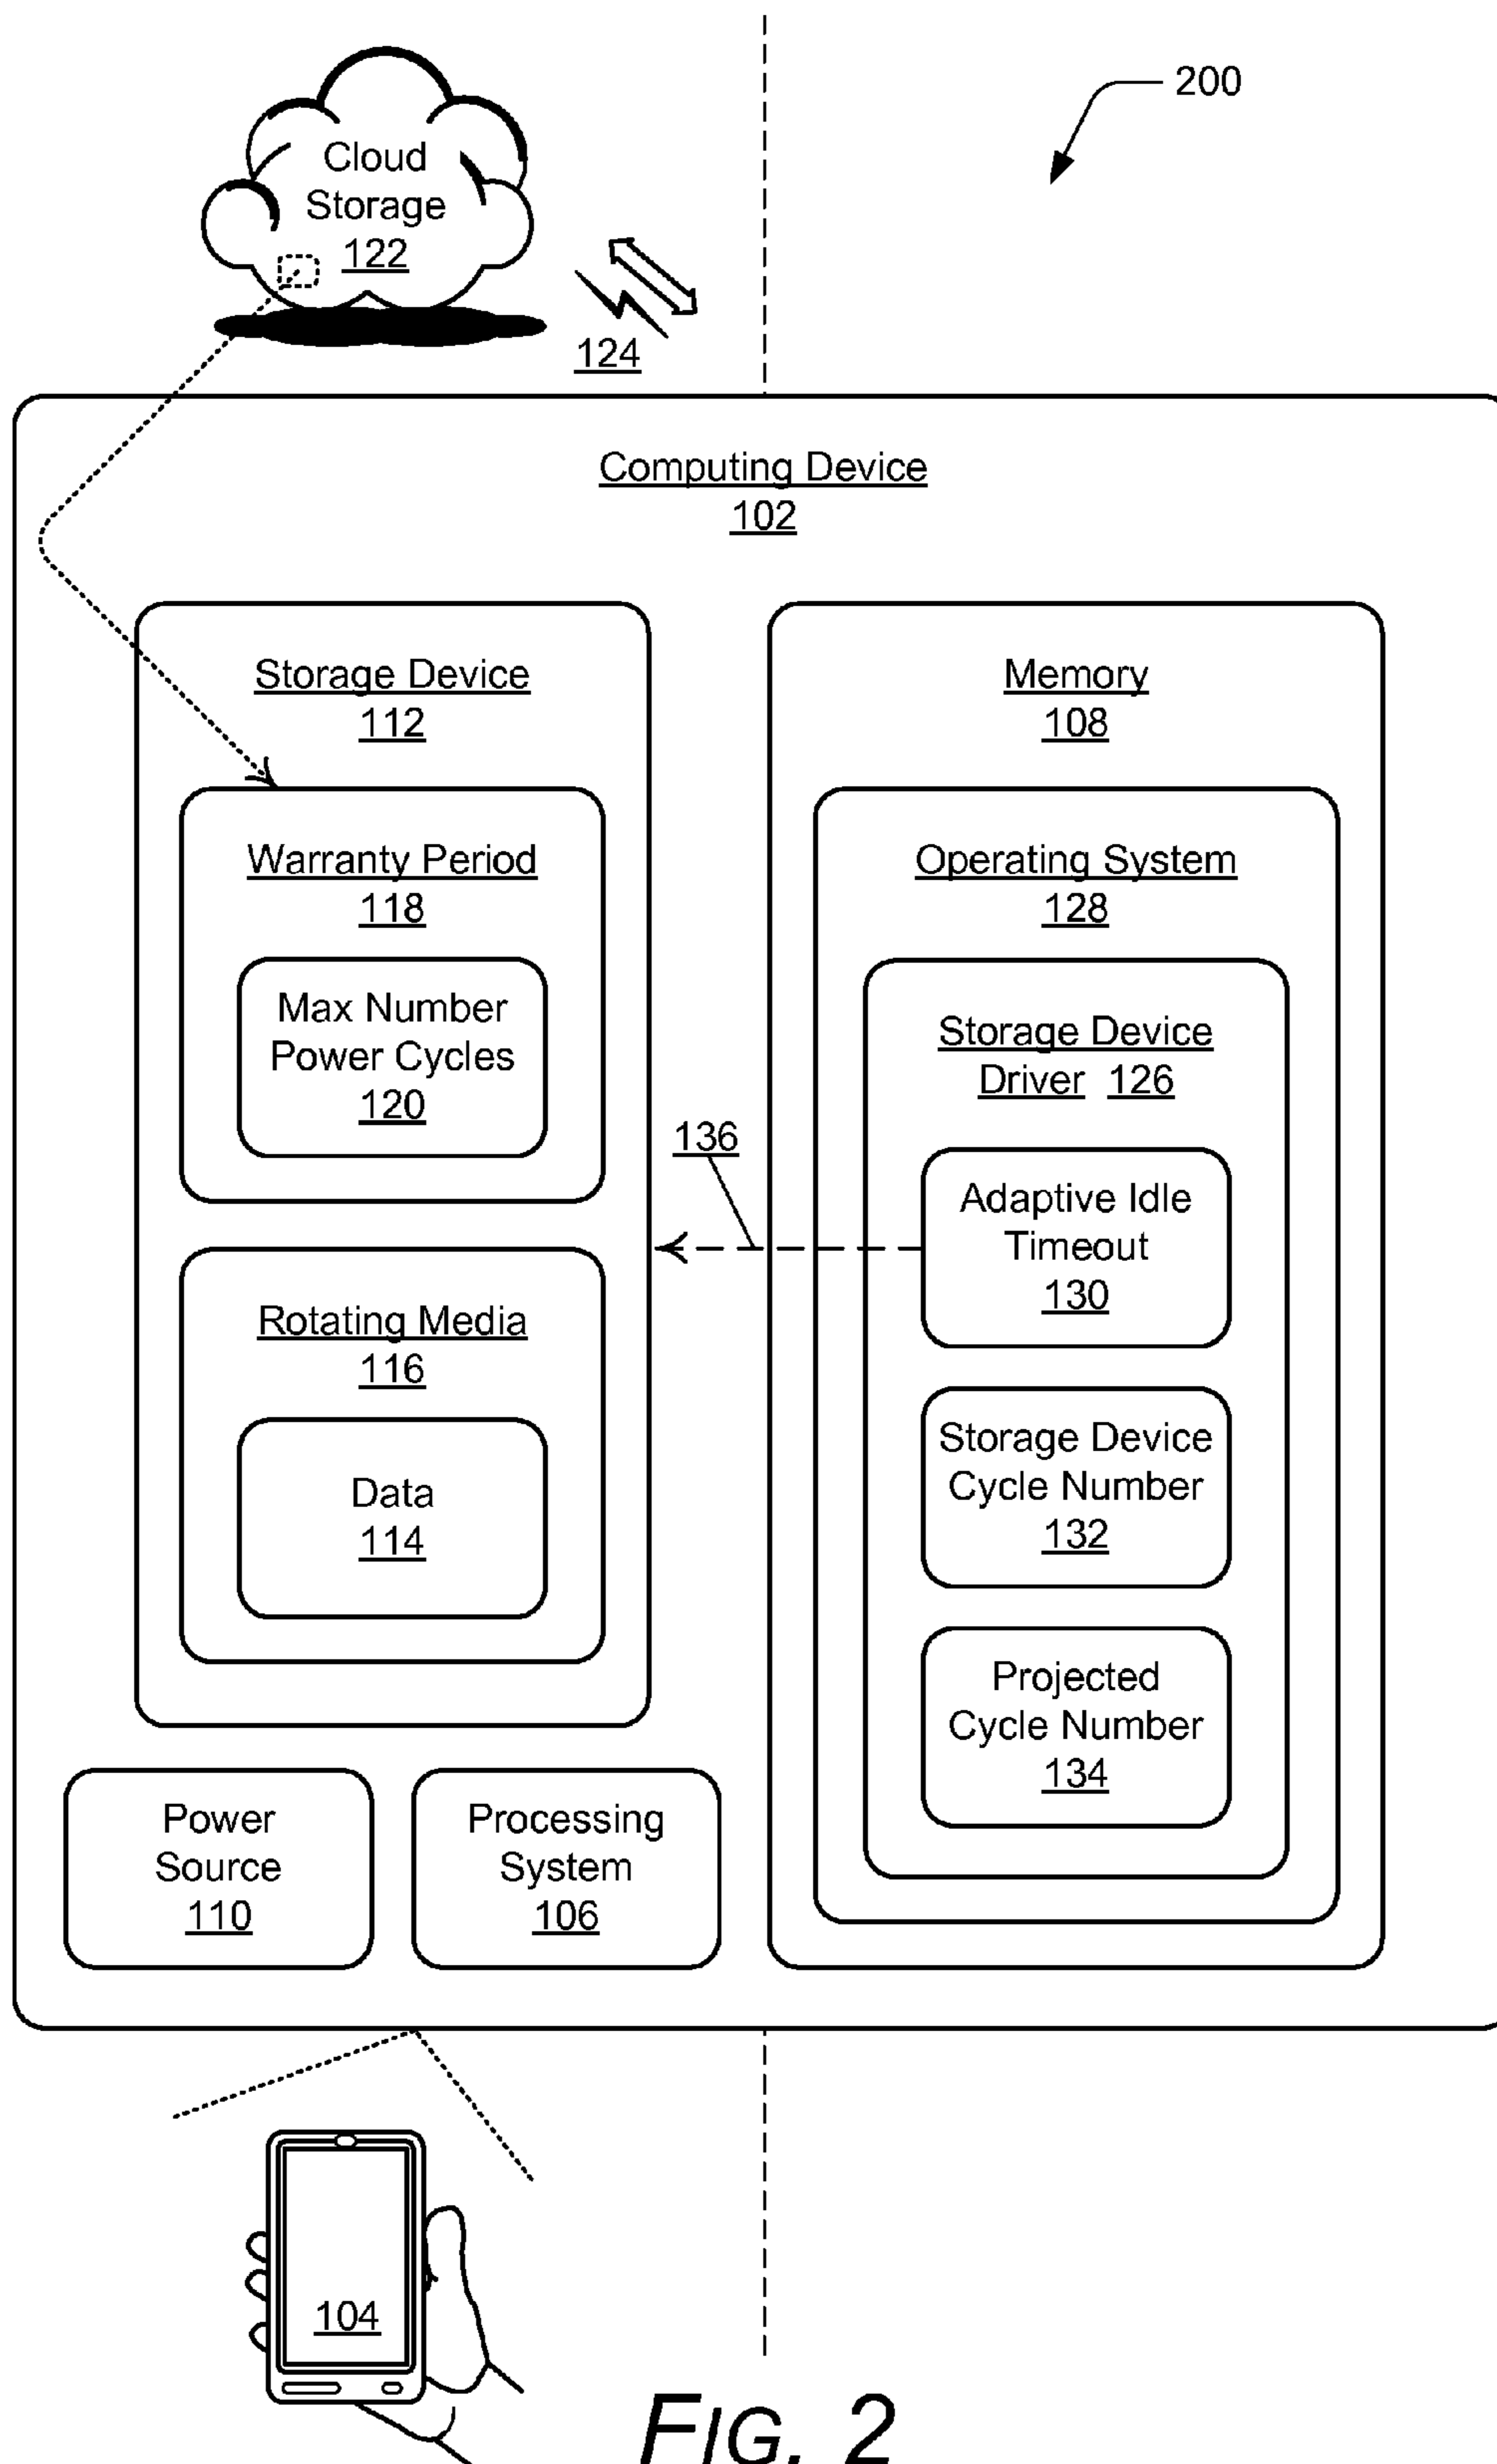 200
Cloud
Storage
122
124
Computing Device
102
Storage Device
112
Warranty Period
118
Max Number
Power Cycles
120
Rotating Media
116
Data
114
Power
Source
110
Processing
System
106
136
Memory
108
Operating System
128
Storage Device
Driver 126
Adaptive Idle
Timeout
130
Storage Device
Cycle Number
132
Projected
Cycle Number
134
104
FIG. 2